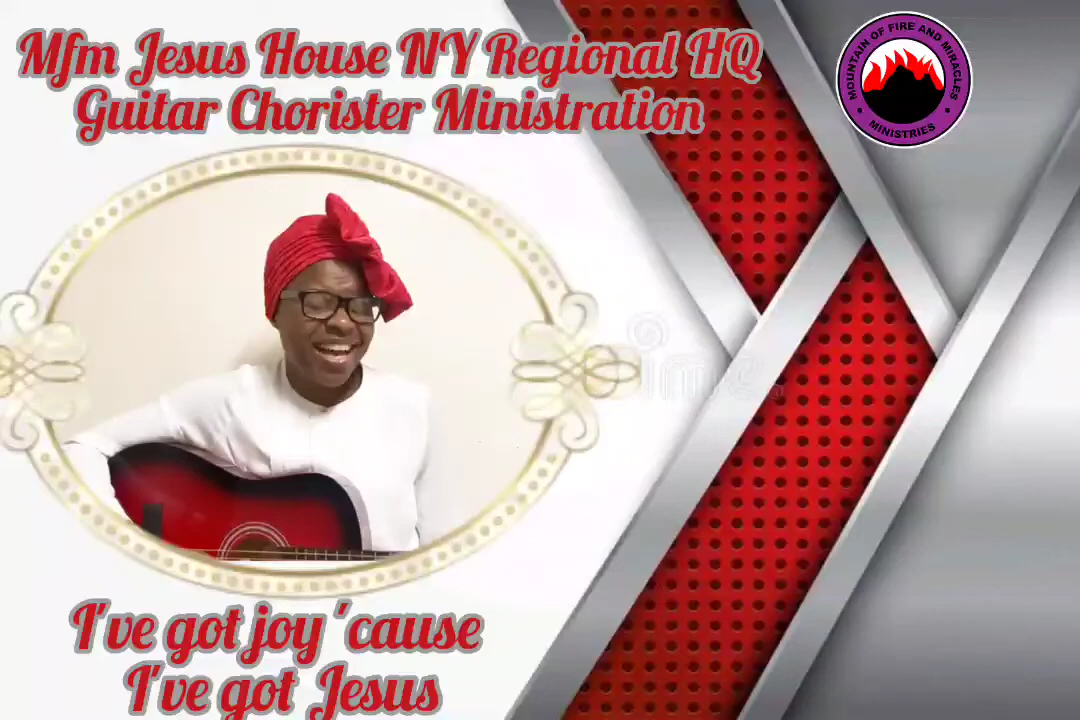 Mfm Jesus House NY Regional HQ
Guitar Chorister Ministration
MOUNTAIN OF FIRE AND MIRACLES
MINISTRIES
I've got joy 'cause
I've got Jesus